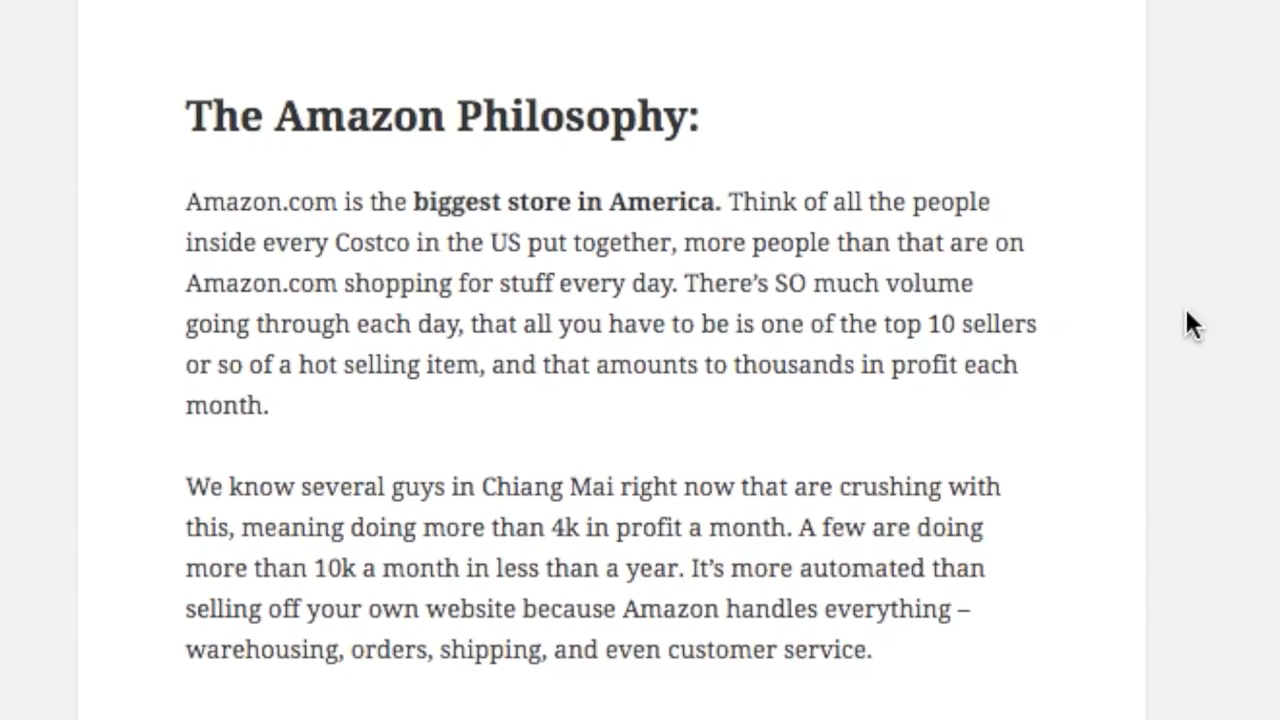 The Amazon Philosophy:
Amazon.com is the biggest store in America. Think of all the people
inside every Costco in the US put together, more people than that are on
Amazon.com shopping for stuff every day. There’s SO much volume
going through each day, that all you have to be is one of the top 10 sellers
or so of a hot selling item, and that amounts to thousands in profit each
month.
We know several guys in Chiang Mai right now that are crushing with
this, meaning doing more than 4k in profit a month. A few are doing
more than 10k a month in less than a year. It’s more automated than
selling off your own website because Amazon handles everything –
warehousing, orders, shipping, and even customer service.